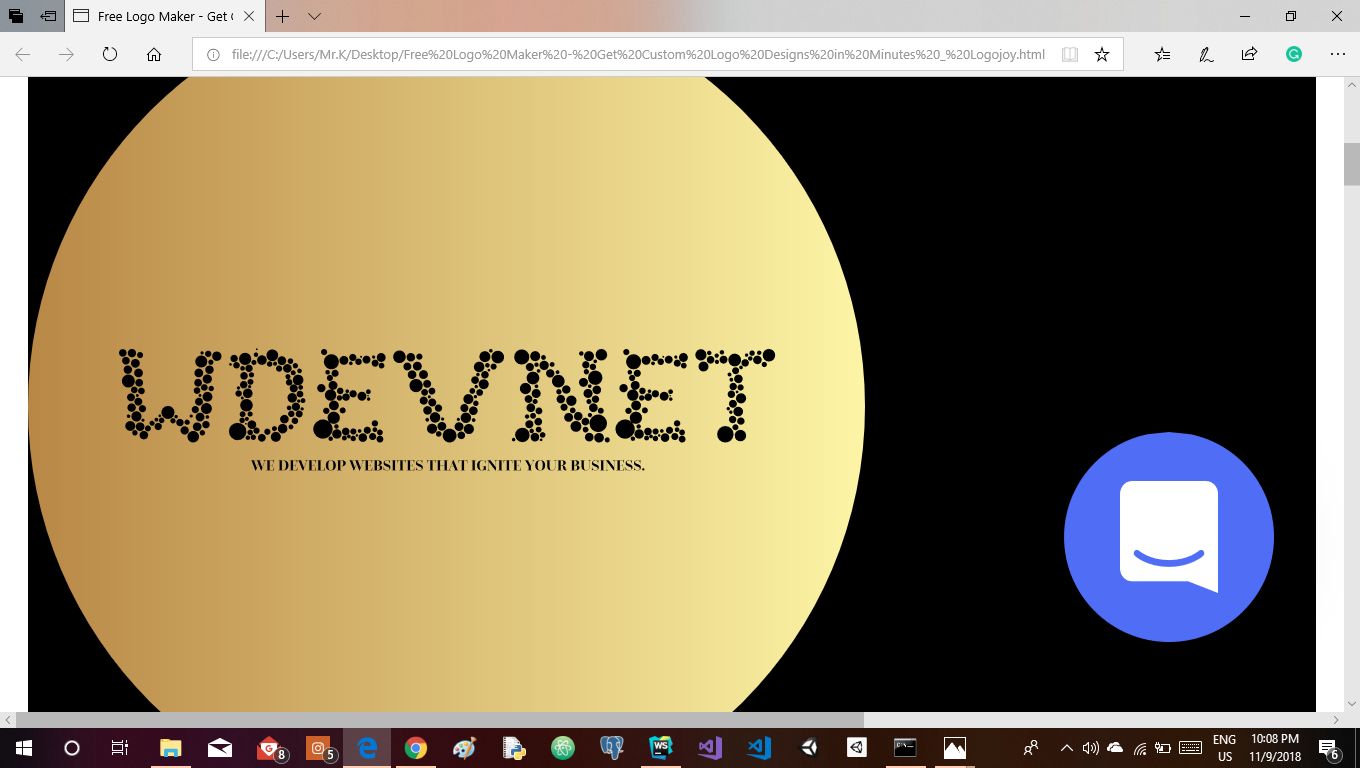 Free Logo Maker - Get C
file:///C:/Users/Mr.K/Desktop/Free%20Logo%20Maker%20-%20Get%20Custom%20Logo%20Designs%20in%20Minutes%20_%20Logojoy.html
WDEVNET
WE DEVELOP WEBSITES THAT IGNITE YOUR BUSINESS.
G 8
5
WS
ENG 10:08 PM
US 11/9/2018
6